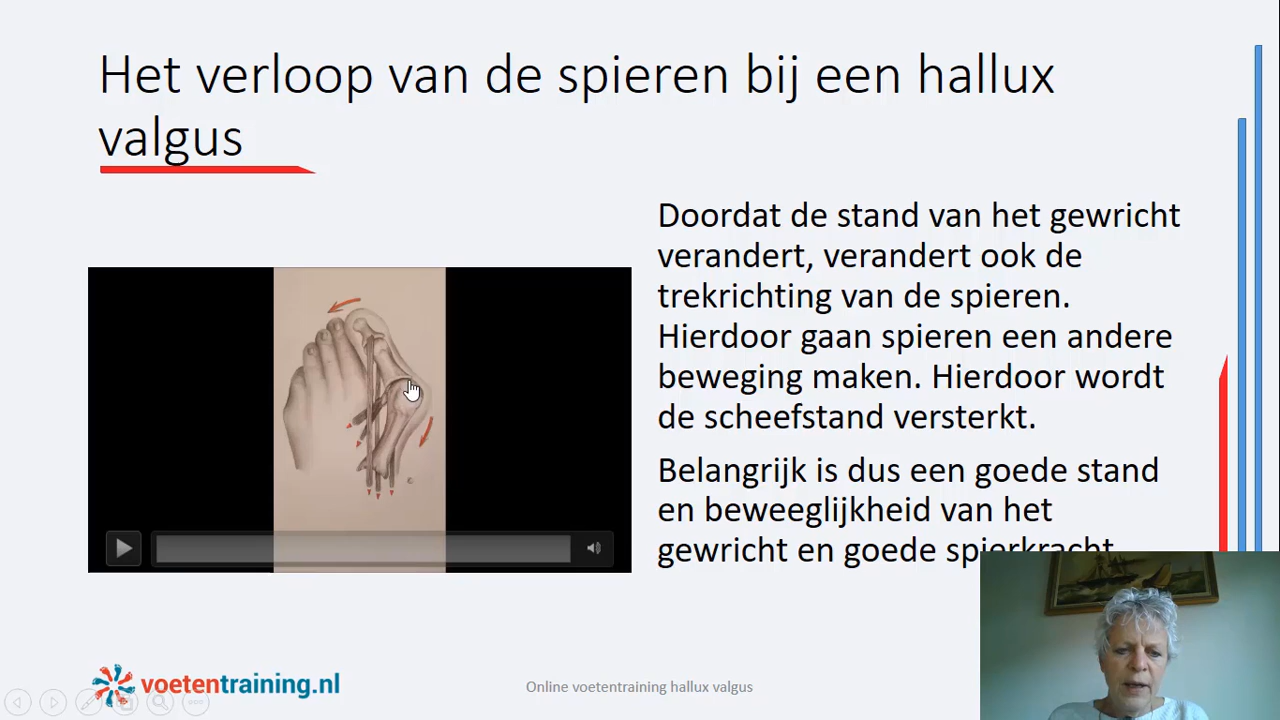 Het verloop van de spieren bij een hallux
valgus
Doordat de stand van het gewricht
verandert, verandert ook de
trekrichting van de spieren.
Hierdoor gaan spieren een andere
beweging maken. Hierdoor wordt
de scheefstand versterkt.
Belangrijk is dus een goede stand
en beweeglijkheid van het
gewricht en goede spierkracht
voetentraining.nl
Online voetentraining hallux valgus